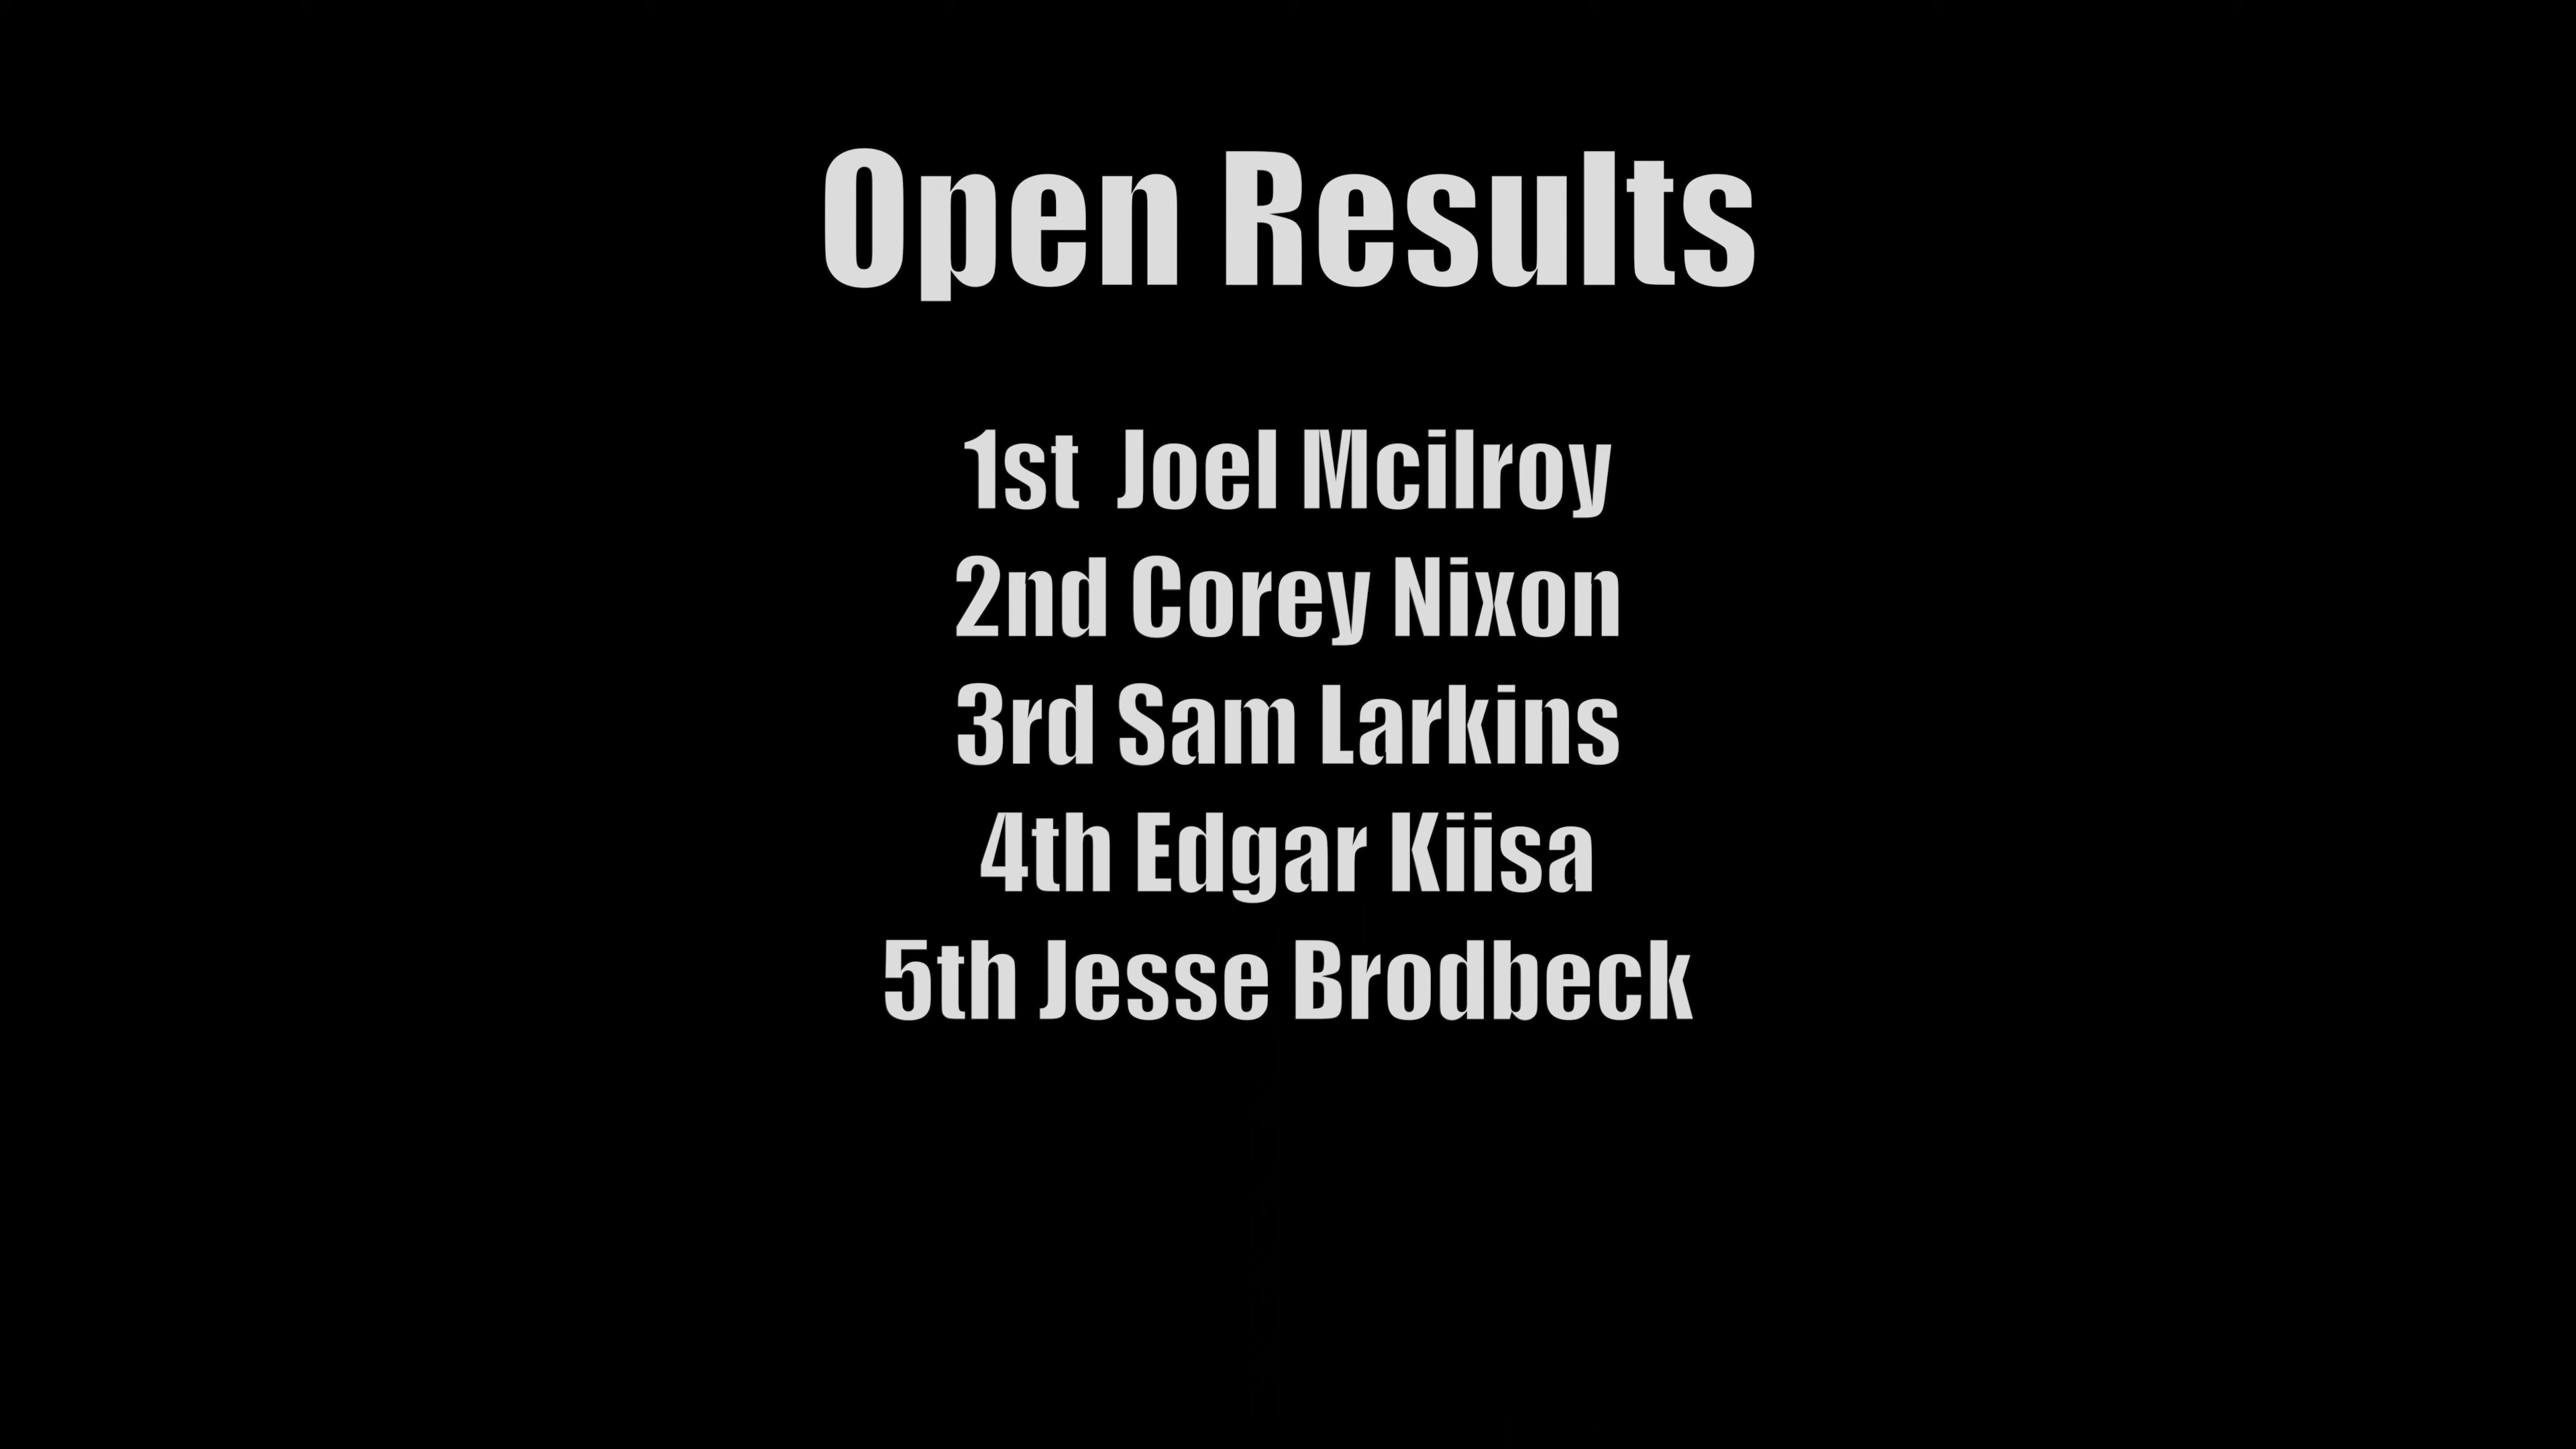 Open Results
1st  Joel Mcilroy
2nd Corey Nixon
3rd Sam Larkins
4th Edgar Kiisa
5th Jesse Brodbeck